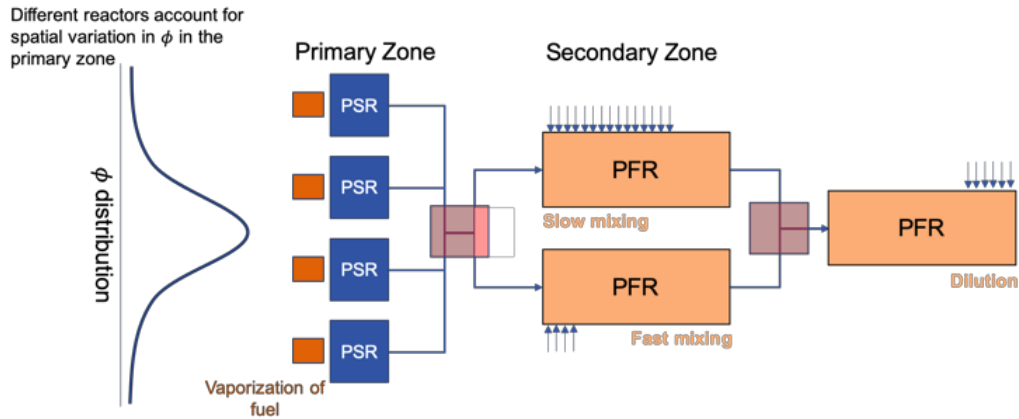 Different reactors account for
spatial variation in ϕ in the
primary zone
Primary Zone
Secondary Zone
ϕ distribution
PSR
PSR
PSR
PSR
Vaporization of
fuel
PFR
Slow mixing
PFR
Fast mixing
PFR
Dilution